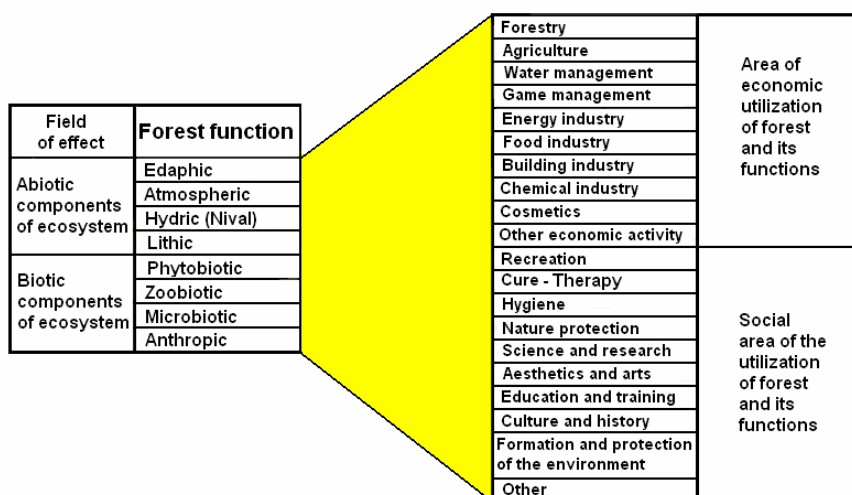 Field
of effect
Forest function
Abiotic
components
of ecosystem
Edaphic
Atmospheric
Hydric (Nival)
Lithic
Biotic
components
of ecosystem
Phytobiotic
Zoobiotic
Microbiotic
Anthropic
Forestry
Agriculture
Water management
Game management
Energy industry
Food industry
Building industry
Chemical industry
Cosmetics
Other economic activity
Area of
economic
utilization
of forest
and its
functions
Recreation
Cure - Therapy
Hygiene
Nature protection
Science and research
Aesthetics and arts
Education and training
Culture and history
Formation and protection
of the environment
Other
Social
area of the
utilization
of forest
and its
functions